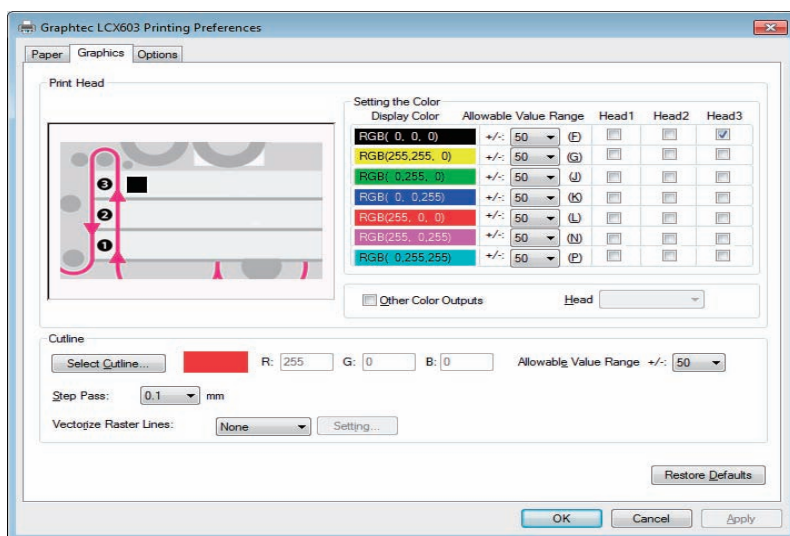 Graphtec LCX603 Printing Preferences
Paper Graphics Options
Print Head
Setting the Color
Display Color Allowable Value Range Head1 Head2 Head3
RGB( 0, 0, 0) +/-: 50 (F)
RGB(255,255, 0) +/-: 50 (G)
RGB( 0,255, 0) +/-: 50 (J)
RGB( 0, 0,255) +/-: 50 (K)
RGB(255, 0, 0) +/-: 50 (L)
RGB(255, 0,255) +/-: 50 (N)
RGB( 0,255,255) +/-: 50 (P)
3
2
1
Other Color Outputs Head
Cutline
Select Cutline... R: 255 G: 0 B: 0 Allowable Value Range +/-: 50
Step Pass: 0.1 mm
Vectorize Raster Lines: None Setting...
Restore Defaults
OK Cancel Apply